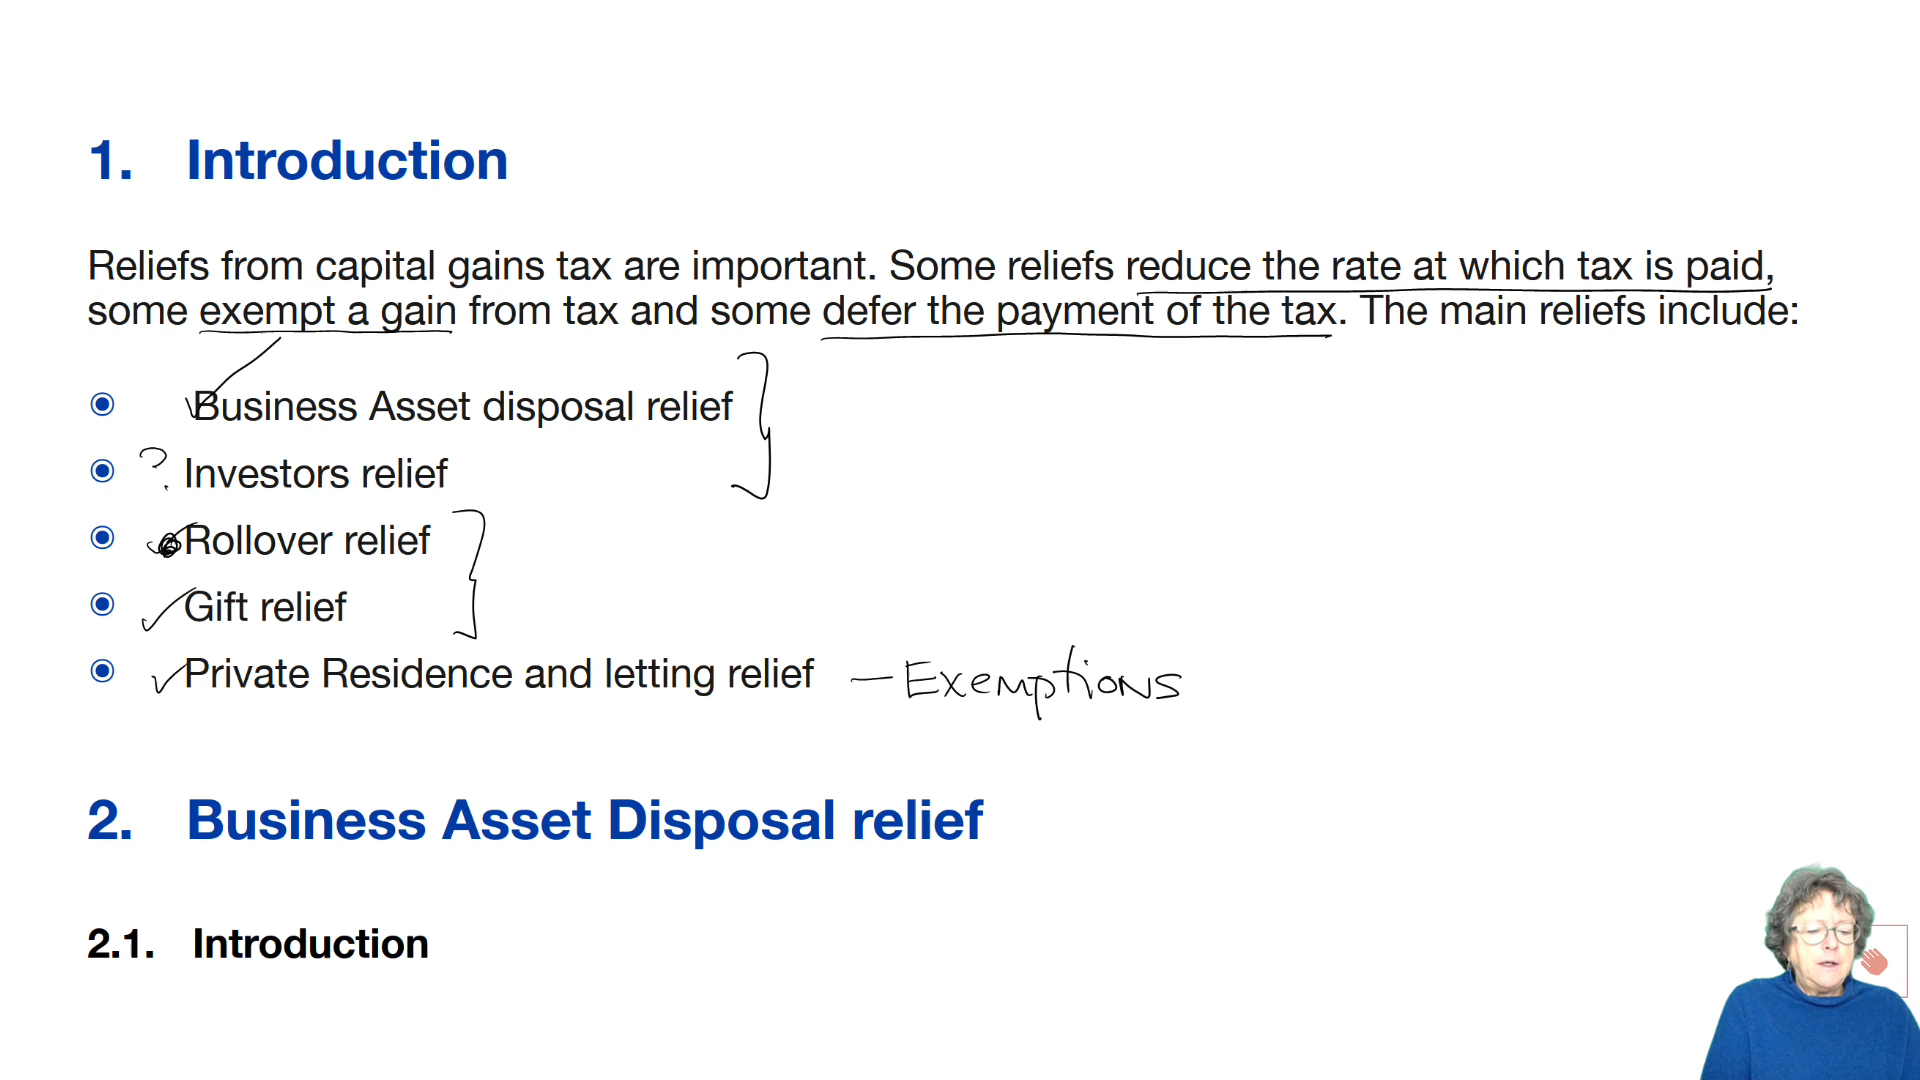 1. Introduction
Reliefs from capital gains tax are important. Some reliefs reduce the rate at which tax is paid,
some exempt a gain from tax and some defer the payment of the tax. The main reliefs include:
Business Asset disposal relief
? Investors relief
Rollover relief
Gift relief
Private Residence and letting relief — Exemptions
2. Business Asset Disposal relief
2.1. Introduction